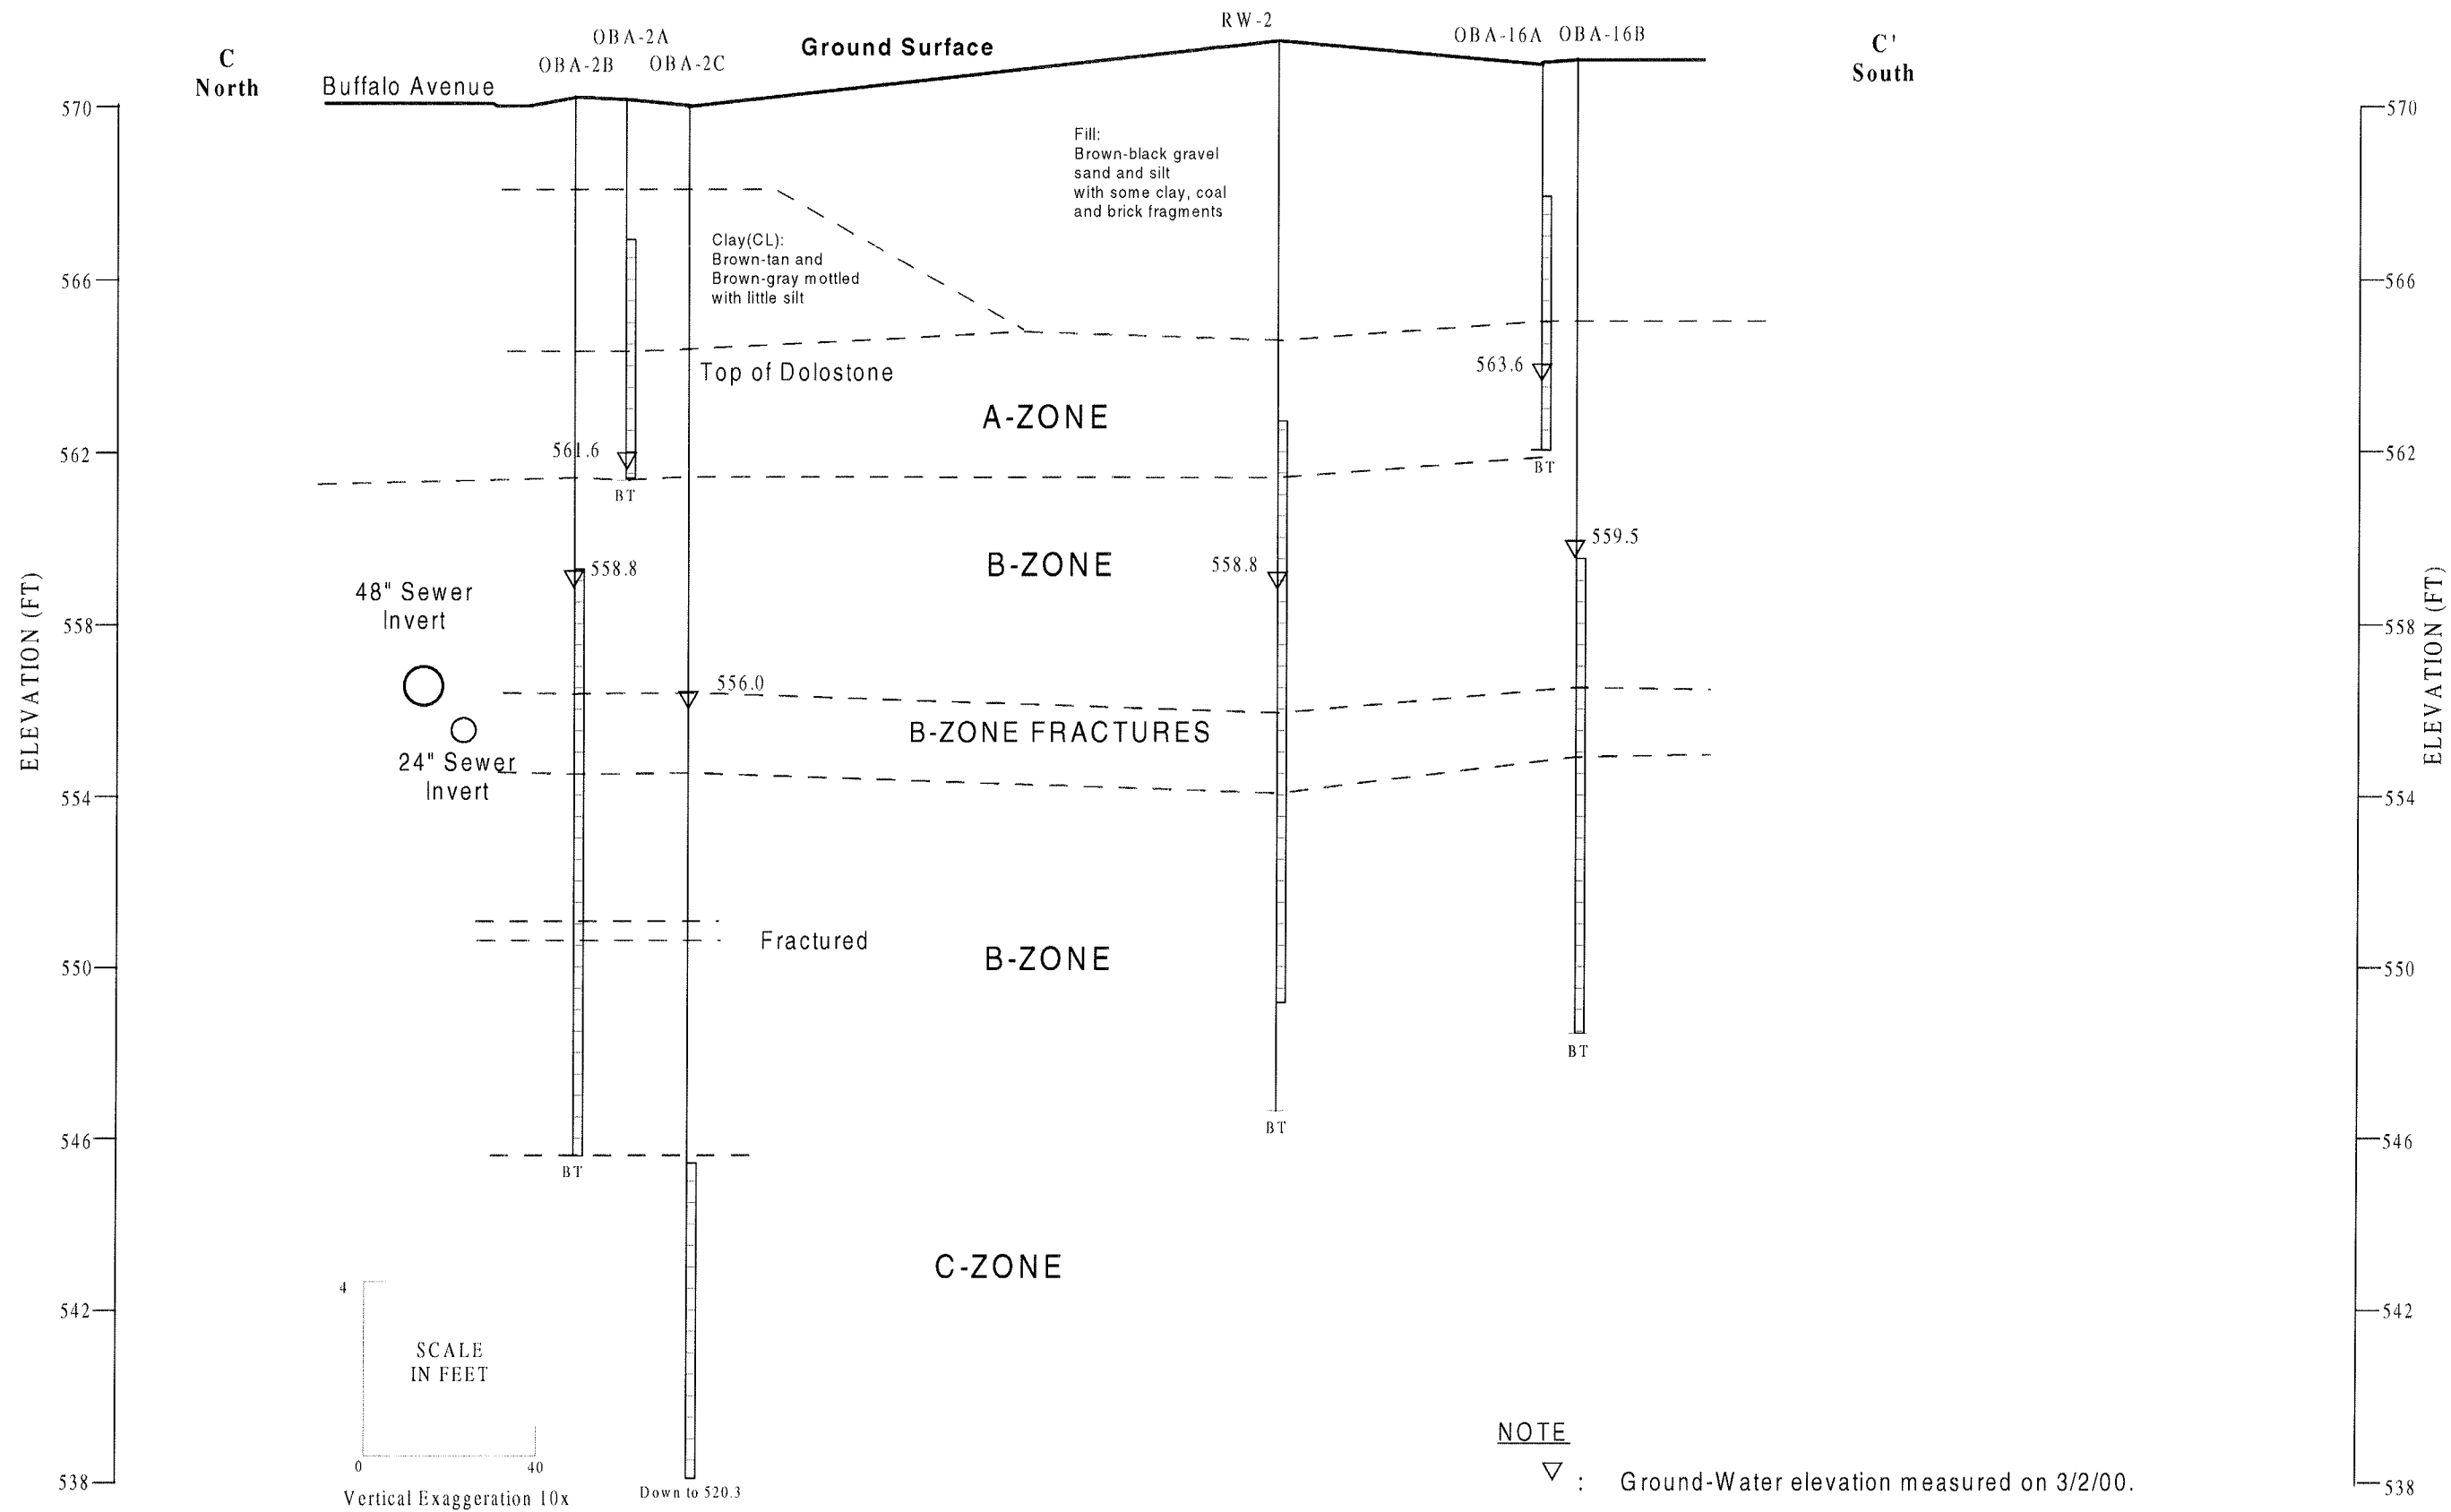 RW-2
OBA-2A
Ground Surface
OBA-16A OBA-16B
C
North
OBA-2B OBA-2C
C'
South
Buffalo Avenue
570
570
Fill:
Brown-black gravel
sand and silt
with some clay, coal
and brick fragments
Clay(CL):
Brown-tan and
Brown-gray mottled
with little silt
566
566
Top of Dolostone
563.6
A-ZONE
561.6
562
562
BT
BT
559.5
B-ZONE
558.8
558.8
48" Sewer
Invert
558
558
ELEVATION (FT)
ELEVATION (FT)
556.0
B-ZONE FRACTURES
24" Sewer
Invert
554
554
Fractured
B-ZONE
550
550
BT
BT
546
546
BT
C-ZONE
4
542
542
SCALE
IN FEET
0
40
NOTE
: Ground-Water elevation measured on 3/2/00.
538
538
Vertical Exaggeration 10x
Down to 520.3